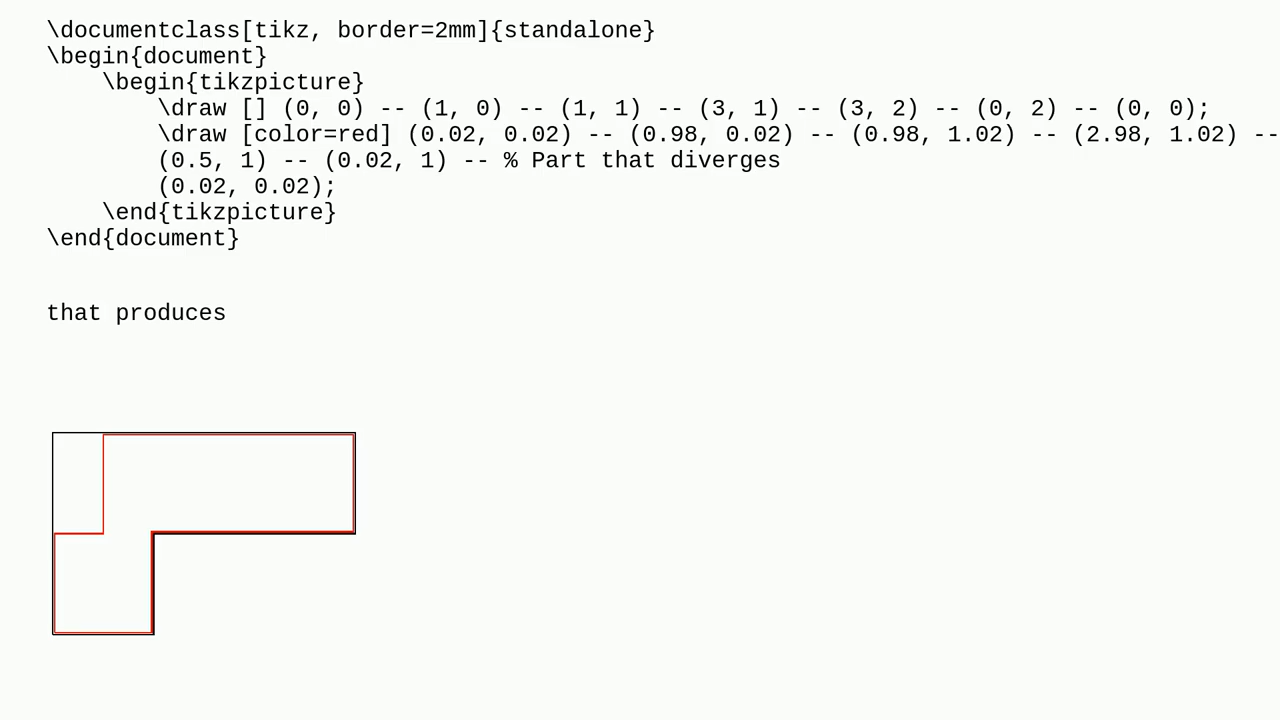 \documentclass[tikz, border=2mm]{standalone}
\begin{document}
\begin{tikzpicture}
\draw [] (0, 0) -- (1, 0) -- (1, 1) -- (3, 1) -- (3, 2) -- (0, 2) -- (0, 0);
\draw [color=red] (0.02, 0.02) -- (0.98, 0.02) -- (0.98, 1.02) -- (2.98, 1.02) --
(0.5, 1) -- (0.02, 1) -- % Part that diverges
(0.02, 0.02);
\end{tikzpicture}
\end{document}
that produces